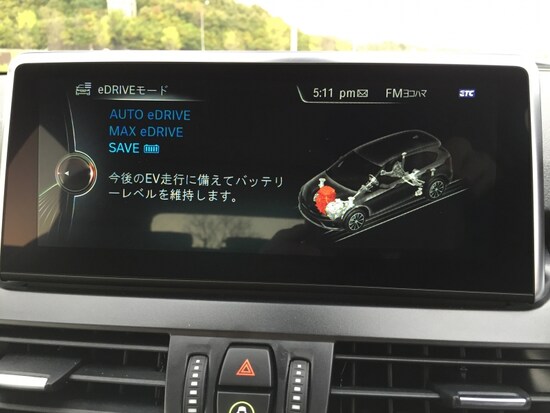 eDRIVEモード
5:11 pm
FMヨコハマ
ETC
AUTO eDRIVE
MAX eDRIVE
SAVE
今後のEV走行に備えてバッテリ
ーレベルを維持します。